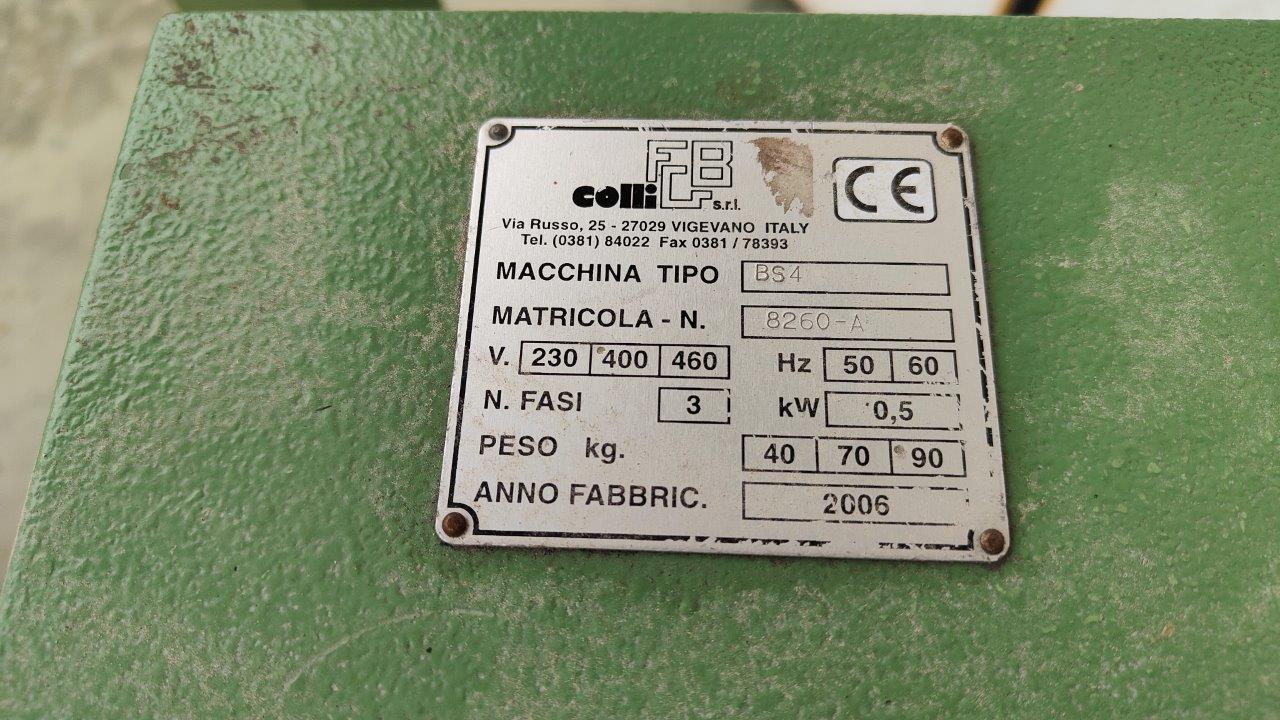 FCB
colli s.r.l.
CE
Via Russo, 25 - 27029 VIGEVANO ITALY
Tel. (0381) 84022 Fax 0381 / 78393
MACCHINA TIPO BS4
MATRICOLA - N. 8260-A
V. 230 400 460 Hz 50 60
N. FASI 3 kW 0,5
PESO kg. 40 70 90
ANNO FABBRIC. 2006